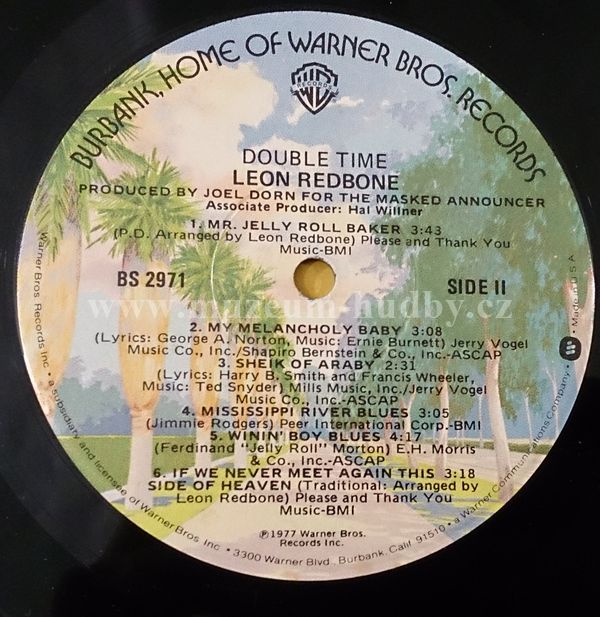 BURBANK, HOME OF WARNER BROS. RECORDS
WB
RECORDS
DOUBLE TIME
LEON REDBONE
PRODUCED BY JOEL DORN FOR THE MASKED ANNOUNCER
Associate Producer: Hal Willner
1. MR. JELLY ROLL BAKER 3:43
(P.D. Arranged by Leon Redbone) Please and Thank You
Music-BMI
BS 2971
SIDE II
www.muzeum-hudby.cz
2. MY MELANCHOLY BABY 3:08
(Lyrics: George A. Norton, Music: Ernie Burnett) Jerry Vogel
Music Co., Inc./Shapiro Bernstein & Co., Inc.-ASCAP
3. SHEIK OF ARABY 2:31
(Lyrics: Harry B. Smith and Francis Wheeler,
Music: Ted Snyder) Mills Music, Inc./Jerry Vogel
Music Co., Inc.-ASCAP
4. MISSISSIPPI RIVER BLUES 3:05
(Jimmie Rodgers) Peer International Corp.-BMI
5. WININ' BOY BLUES 4:17
(Ferdinand "Jelly Roll" Morton) E.H. Morris
& Co., Inc.-ASCAP
6. IF WE NEVER MEET AGAIN THIS 3:18
SIDE OF HEAVEN (Traditional: Arranged by
Leon Redbone) Please and Thank You
Music-BMI
℗1977 Warner Bros.
Records Inc.
Warner Bros. Records Inc. • a subsidiary and licensee of Warner Bros. Inc. • 3300 Warner Blvd., Burbank, Calif. 91510 • a Warner Communications Company • Made in U.S.A.